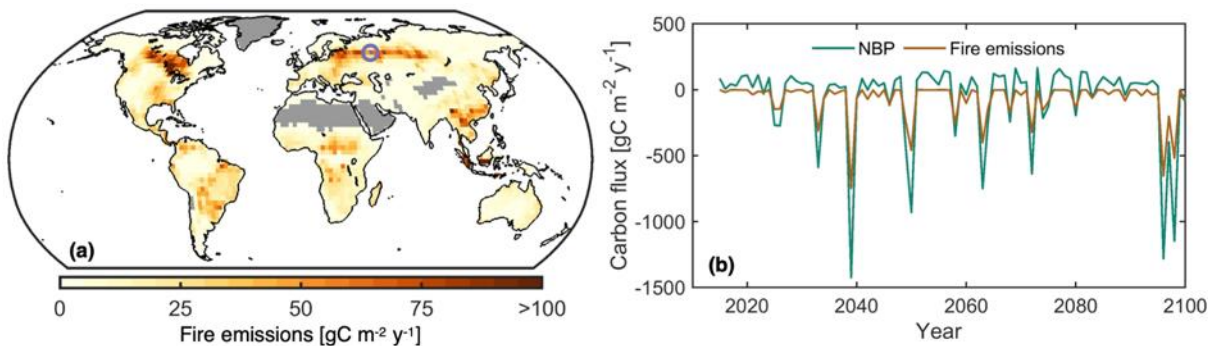 (a)
0 25 50 75 >100
Fire emissions [gC m⁻² y⁻¹]
NBP Fire emissions
500
0
-500
-1000
-1500
Carbon flux [gC m⁻² y⁻¹]
(b)
2020 2040 2060 2080 2100
Year